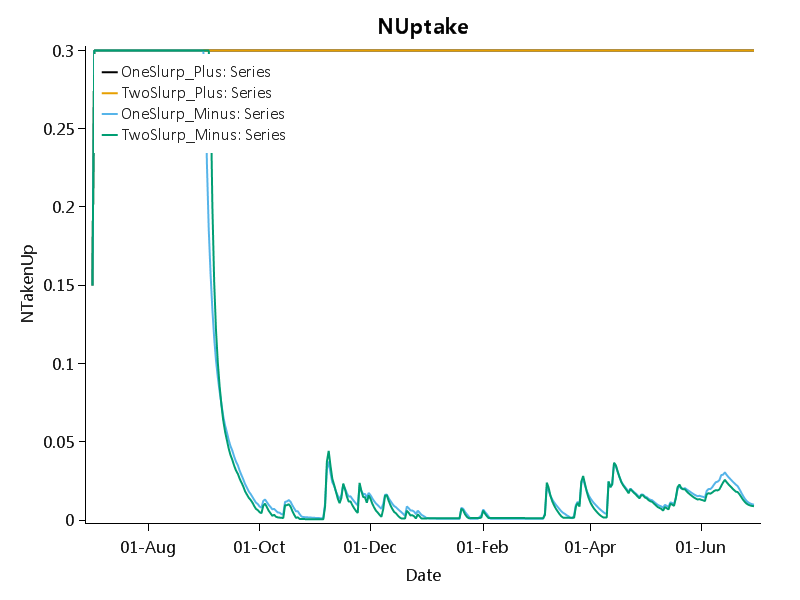 NUptake
0.3
OneSlurp_Plus: Series
TwoSlurp_Plus: Series
OneSlurp_Minus: Series
TwoSlurp_Minus: Series
0.25
0.2
0.15
0.1
0.05
0
NTakenUp
01-Aug 01-Oct 01-Dec 01-Feb 01-Apr 01-Jun
Date